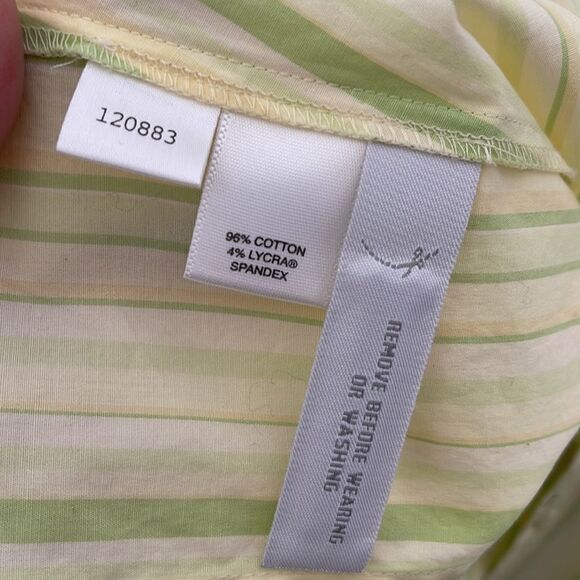 120883
96% COTTON
4% LYCRA®
SPANDEX
REMOVE BEFORE WEARING
OR WASHING